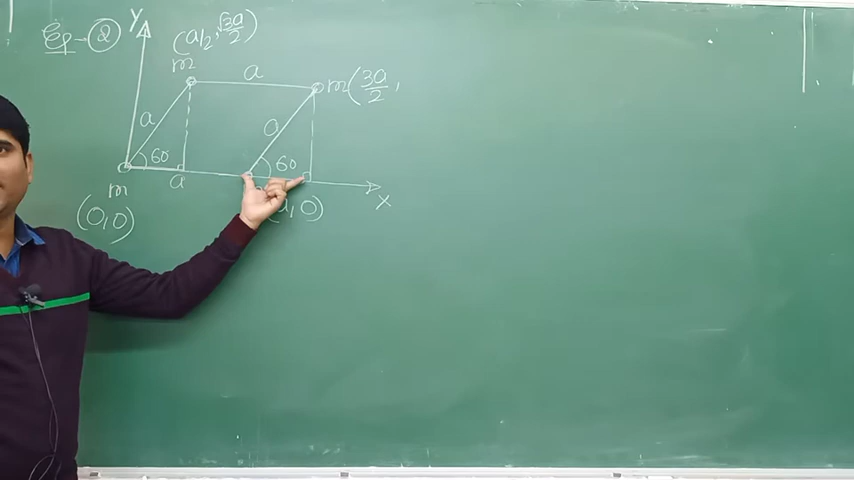 Ep-②
Y
(a/2, √3a/2)
m
a
m(3a/2,
a
a
60
60
a
m
(0,0)
,0)
X